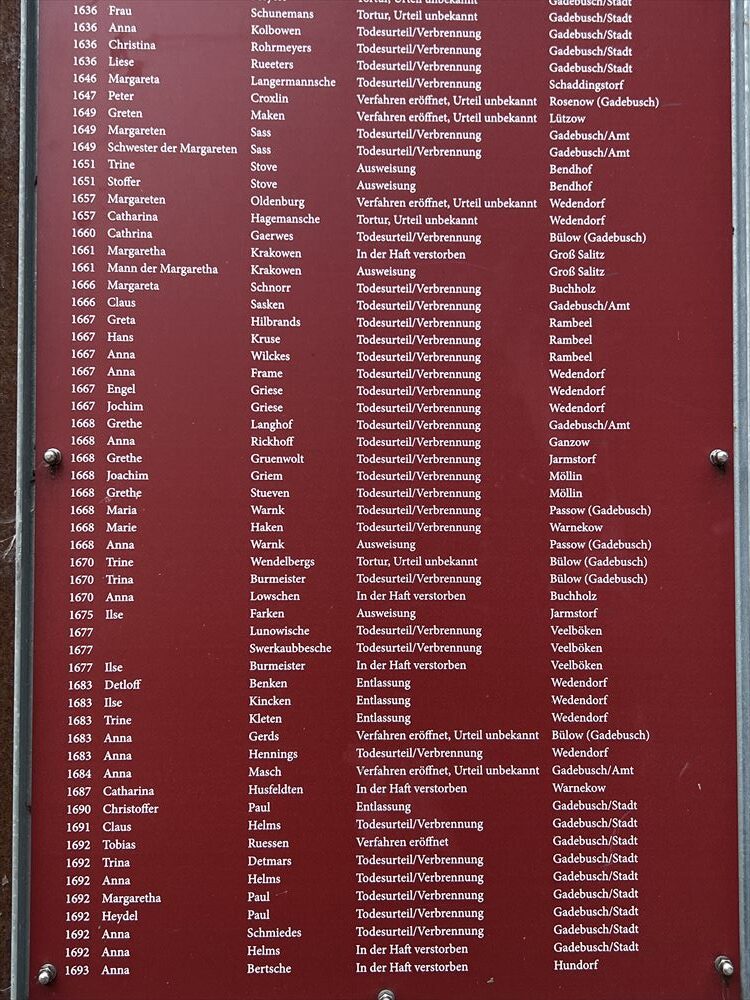 Tortur, Urteil unbekannt Gadebusch/Stadt
1636 Frau Schunemans Tortur, Urteil unbekannt Gadebusch/Stadt
1636 Anna Kolbowen Todesurteil/Verbrennung Gadebusch/Stadt
1636 Christina Rohrmeyers Todesurteil/Verbrennung Gadebusch/Stadt
1636 Liese Rueeters Todesurteil/Verbrennung Gadebusch/Stadt
1646 Margareta Langermannsche Todesurteil/Verbrennung Schaddingstorf
1647 Peter Croxlin Verfahren eröffnet, Urteil unbekannt Rosenow (Gadebusch)
1649 Greten Maken Verfahren eröffnet, Urteil unbekannt Lützow
1649 Margareten Sass Todesurteil/Verbrennung Gadebusch/Amt
1649 Schwester der Margareten Sass Todesurteil/Verbrennung Gadebusch/Amt
1651 Trine Stove Ausweisung Bendhof
1651 Stoffer Stove Ausweisung Bendhof
1657 Margareten Oldenburg Verfahren eröffnet, Urteil unbekannt Wedendorf
1657 Catharina Hagemansche Tortur, Urteil unbekannt Wedendorf
1660 Cathrina Gaerwes Todesurteil/Verbrennung Bülow (Gadebusch)
1661 Margaretha Krakowen In der Haft verstorben Groß Salitz
1661 Mann der Margaretha Krakowen Ausweisung Groß Salitz
1666 Margareta Schnorr Todesurteil/Verbrennung Buchholz
1666 Claus Sasken Todesurteil/Verbrennung Gadebusch/Amt
1667 Greta Hilbrands Todesurteil/Verbrennung Rambeel
1667 Hans Kruse Todesurteil/Verbrennung Rambeel
1667 Anna Wilckes Todesurteil/Verbrennung Rambeel
1667 Anna Frame Todesurteil/Verbrennung Wedendorf
1667 Engel Griese Todesurteil/Verbrennung Wedendorf
1667 Jochim Griese Todesurteil/Verbrennung Wedendorf
1668 Grethe Langhof Todesurteil/Verbrennung Gadebusch/Amt
1668 Anna Rickhoff Todesurteil/Verbrennung Ganzow
1668 Grethe Gruenwolt Todesurteil/Verbrennung Jarmstorf
1668 Joachim Griem Todesurteil/Verbrennung Möllin
1668 Grethe Stueven Todesurteil/Verbrennung Möllin
1668 Maria Warnk Todesurteil/Verbrennung Passow (Gadebusch)
1668 Marie Haken Todesurteil/Verbrennung Warnekow
1668 Anna Warnk Ausweisung Passow (Gadebusch)
1670 Trine Wendelbergs Tortur, Urteil unbekannt Bülow (Gadebusch)
1670 Trina Burmeister Todesurteil/Verbrennung Bülow (Gadebusch)
1670 Anna Lowschen In der Haft verstorben Buchholz
1675 Ilse Farken Ausweisung Jarmstorf
1677 Lunowische Todesurteil/Verbrennung Veelböken
1677 Swerkaubbesche Todesurteil/Verbrennung Veelböken
1677 Ilse Burmeister In der Haft verstorben Veelböken
1683 Detloff Benken Entlassung Wedendorf
1683 Ilse Kincken Entlassung Wedendorf
1683 Trine Kleten Entlassung Wedendorf
1683 Anna Gerds Verfahren eröffnet, Urteil unbekannt Bülow (Gadebusch)
1683 Anna Hennings Todesurteil/Verbrennung Wedendorf
1684 Anna Masch Verfahren eröffnet, Urteil unbekannt Gadebusch/Amt
1687 Catharina Husfeldten In der Haft verstorben Warnekow
1690 Christoffer Paul Entlassung Gadebusch/Stadt
1691 Claus Helms Todesurteil/Verbrennung Gadebusch/Stadt
1692 Tobias Ruessen Verfahren eröffnet Gadebusch/Stadt
1692 Trina Detmars Todesurteil/Verbrennung Gadebusch/Stadt
1692 Anna Helms Todesurteil/Verbrennung Gadebusch/Stadt
1692 Margaretha Paul Todesurteil/Verbrennung Gadebusch/Stadt
1692 Heydel Paul Todesurteil/Verbrennung Gadebusch/Stadt
1692 Anna Schmiedes Todesurteil/Verbrennung Gadebusch/Stadt
1692 Anna Helms In der Haft verstorben Gadebusch/Stadt
1693 Anna Bertsche In der Haft verstorben Hundorf